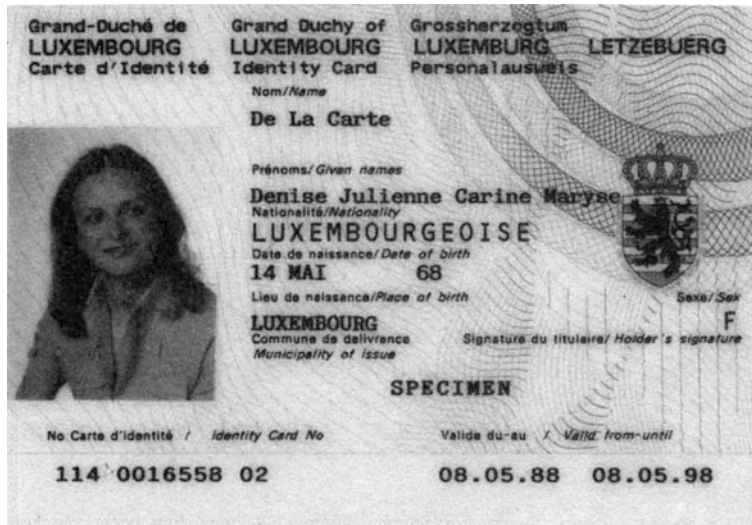 Grand-Duché de Grand Duchy of Grossherzogtum
LUXEMBOURG LUXEMBOURG LUXEMBURG LETZEBUERG
Carte d'Identité Identity Card Personalausweis
Nom/Name
De La Carte
Prénoms/Given names
Denise Julienne Carine Maryse
Nationalité/Nationality
LUXEMBOURGEOISE
Date de naissance/Date of birth
14 MAI 68
Lieu de naissance/Place of birth Sexe/Sex
LUXEMBOURG F
Commune de delivrance Signature du titulaire/Holder's signature
Municipality of issue
SPECIMEN
No Carte d'identité / Identity Card No Valide du-au / Valid from-until
114 0016558 02 08.05.88 08.05.98